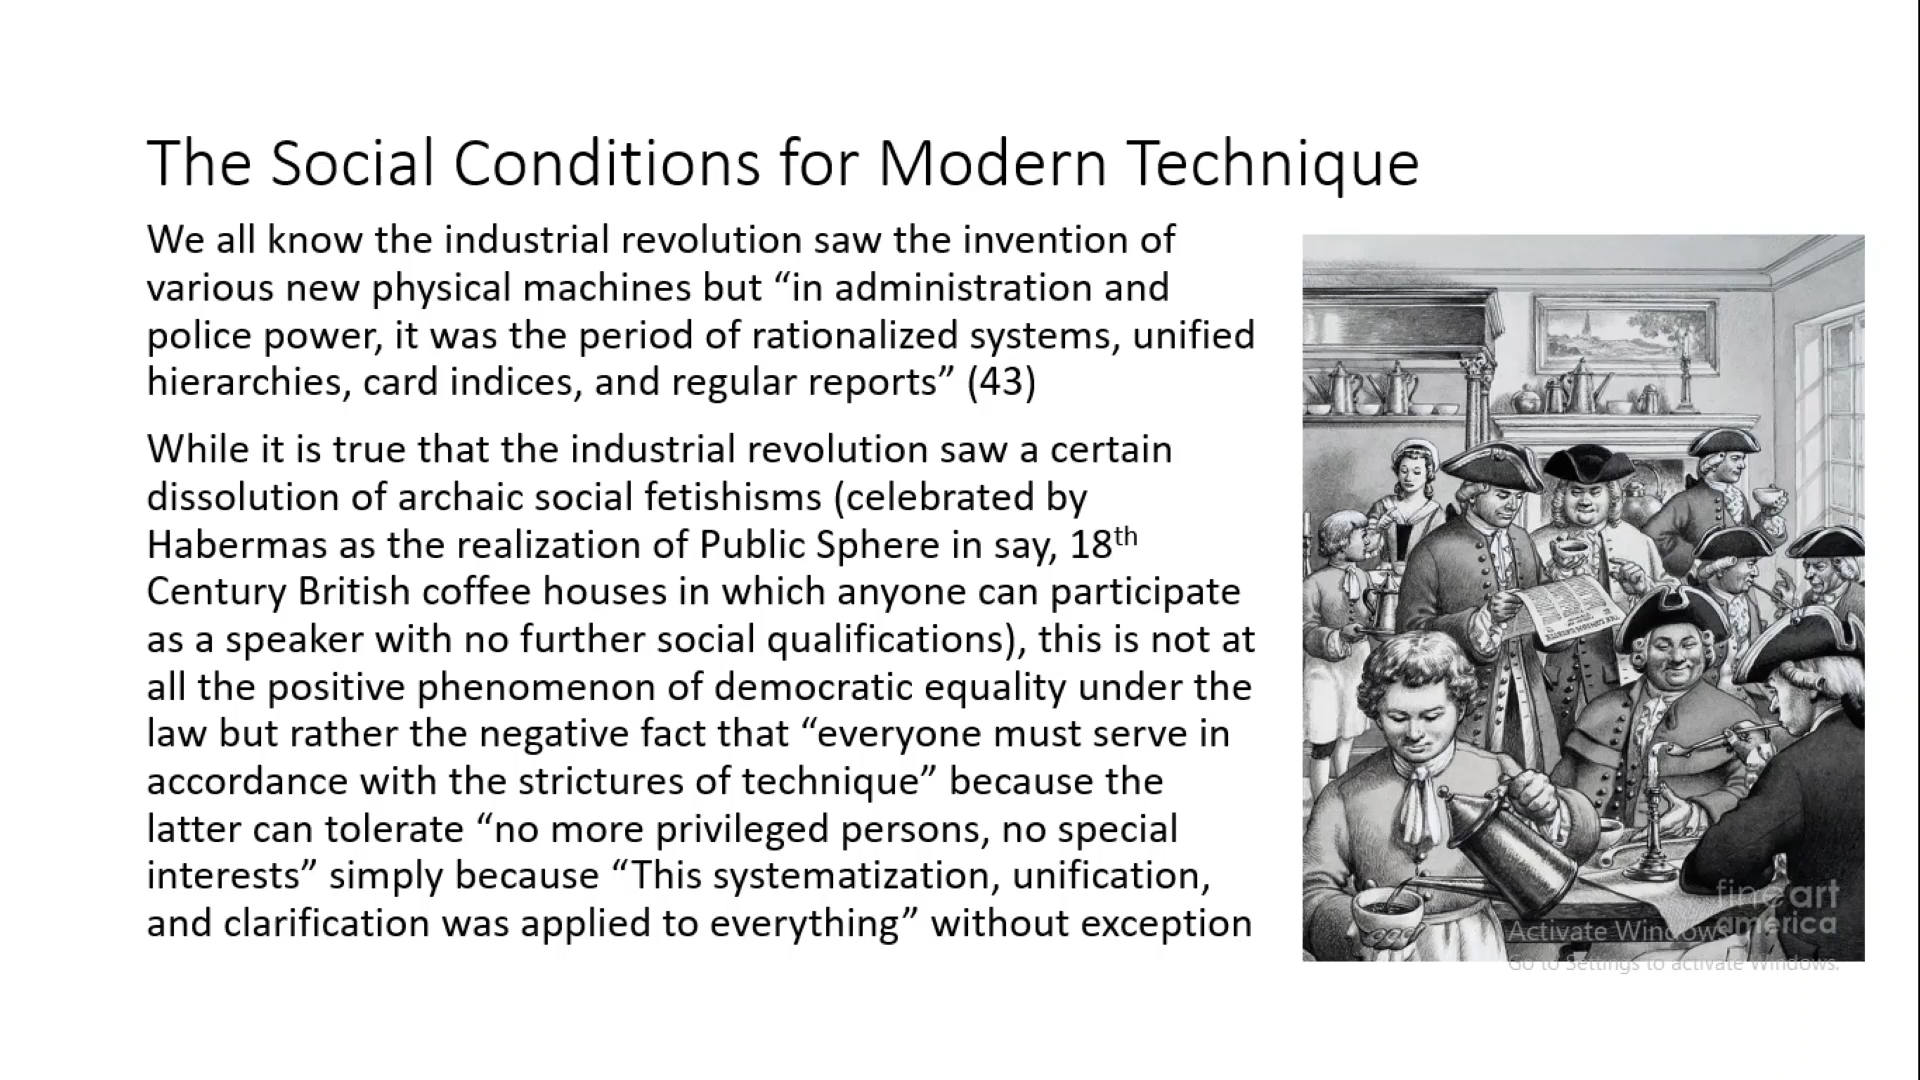 The Social Conditions for Modern Technique
We all know the industrial revolution saw the invention of
various new physical machines but “in administration and
police power, it was the period of rationalized systems, unified
hierarchies, card indices, and regular reports” (43)
While it is true that the industrial revolution saw a certain
dissolution of archaic social fetishisms (celebrated by
Habermas as the realization of Public Sphere in say, 18th
Century British coffee houses in which anyone can participate
as a speaker with no further social qualifications), this is not at
all the positive phenomenon of democratic equality under the
law but rather the negative fact that “everyone must serve in
accordance with the strictures of technique” because the
latter can tolerate “no more privileged persons, no special
interests” simply because “This systematization, unification,
and clarification was applied to everything” without exception
THE LONDON GAZETTE
fine art
america
Activate Windows
Go to Settings to activate Windows.